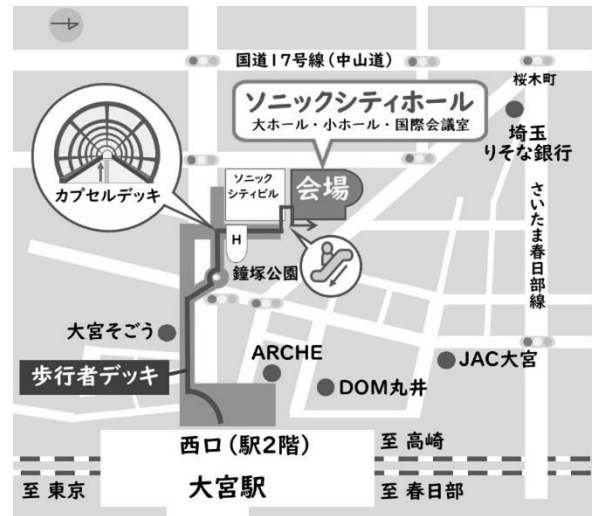 国道17号線(中山道)
桜木町
ソニックシティホール
大ホール・小ホール・国際会議室
埼玉
りそな銀行
カプセルデッキ
ソニック
シティビル
会場
さいたま春日部線
H
鐘塚公園
大宮そごう
ARCHE
JAC大宮
歩行者デッキ
DOM丸井
西口(駅2階)
至 高崎
至 東京
大宮駅
至 春日部